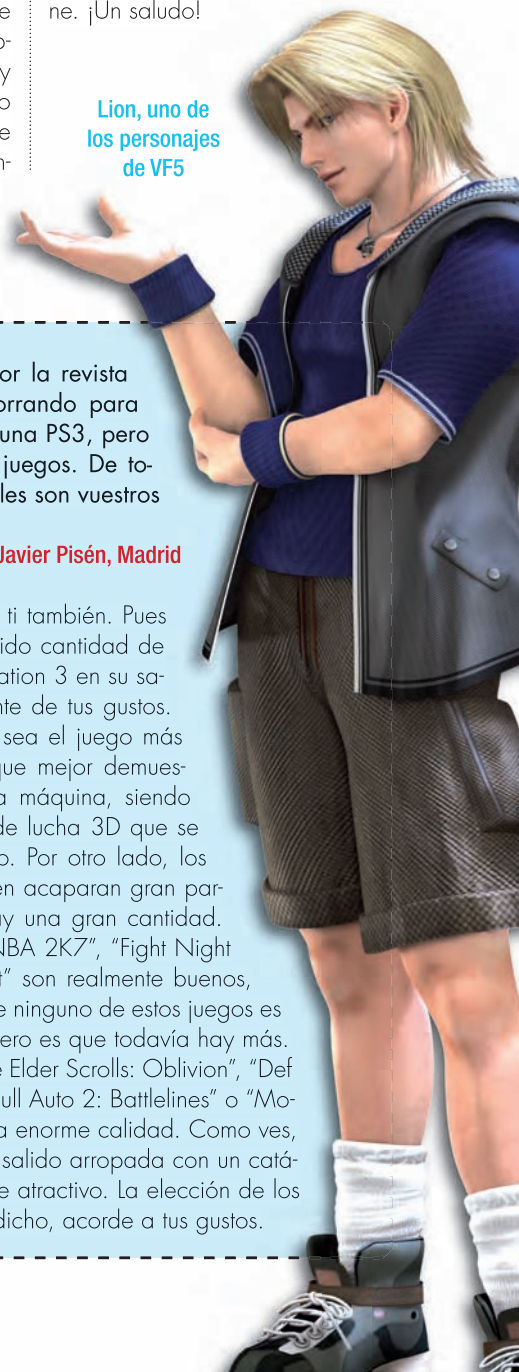 e
ne. ¡Un saludo!
o-
y
o
e
n-
Lion, uno de
los personajes
de VF5
or la revista
orrando para
una PS3, pero
juegos. De to-
les son vuestros
Javier Pisén, Madrid
ti también. Pues
ido cantidad de
ation 3 en su sa-
nte de tus gustos.
sea el juego más
que mejor demues-
a máquina, siendo
de lucha 3D que se
o. Por otro lado, los
en acaparan gran par-
ay una gran cantidad.
NBA 2K7”, “Fight Night
t” son realmente buenos,
e ninguno de estos juegos es
ero es que todavía hay más.
e Elder Scrolls: Oblivion”, “Def
ull Auto 2: Battlelines” o “Mo-
a enorme calidad. Como ves,
salido arropada con un catá-
e atractivo. La elección de los
dicho, acorde a tus gustos.